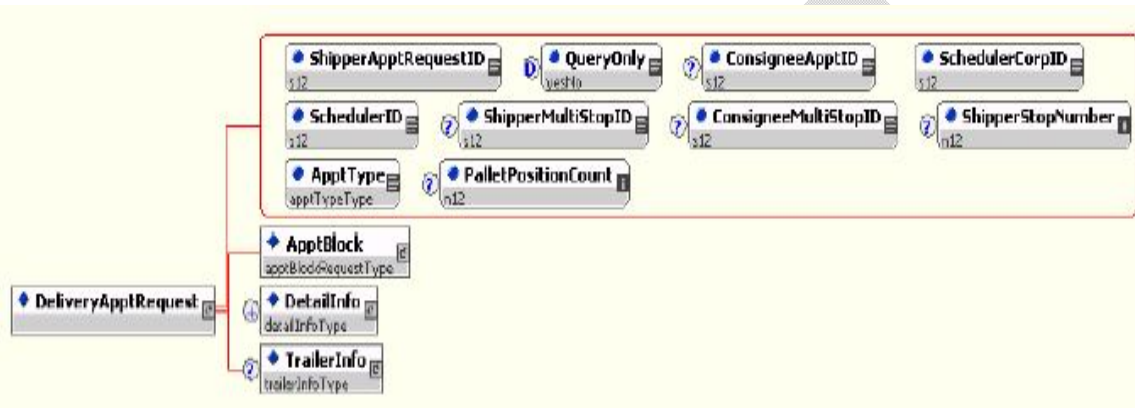 ShipperApptRequestID D QueryOnly ? ConsigneeApptID SchedulerCorpID
s12 yesNo s12 s12
SchedulerID ? ShipperMultiStopID ? ConsigneeMultiStopID ? ShipperStopNumber
s12 s12 s12 n12
ApptType ? PalletPositionCount
apptTypeType n12
ApptBlock
apptBlockRequestType
DeliveryApptRequest + DetailInfo
detailInfoType
? TrailerInfo
trailerInfoType